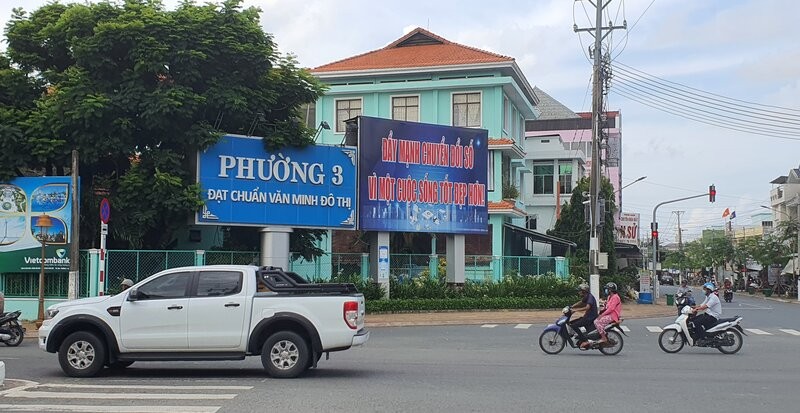 PHƯỜNG 3
ĐẠT CHUẨN VĂN MINH ĐÔ THỊ
ĐẨY MẠNH CHUYỂN ĐỔI SỐ
VÌ MỘT CUỘC SỐNG TỐT ĐẸP HƠN!
Vietcombank